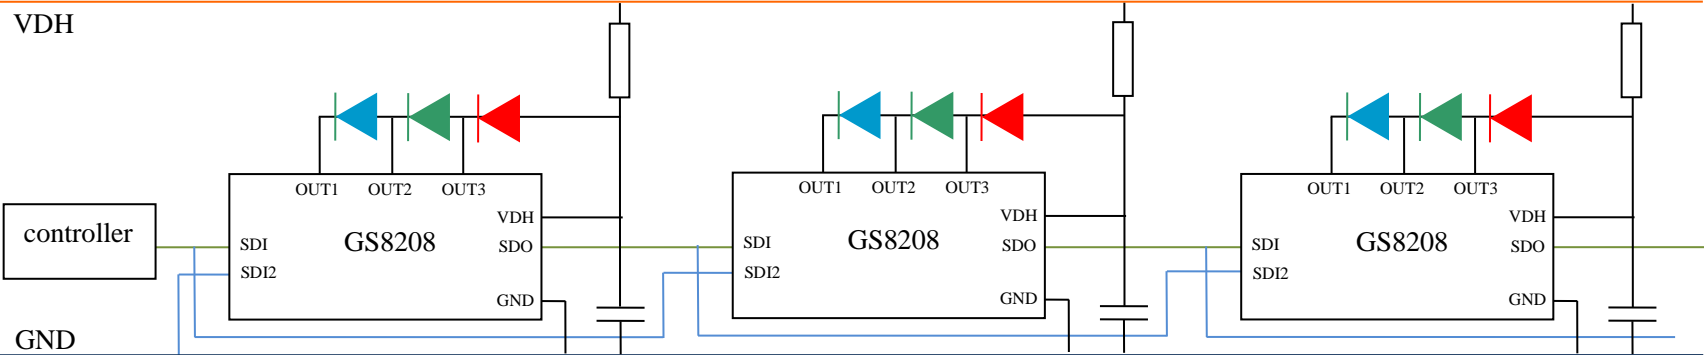 VDH
OUT1 OUT2 OUT3
VDH
controller
SDI
GS8208
SDO
SDI2
GND
OUT1 OUT2 OUT3
VDH
SDI
GS8208
SDO
SDI2
GND
OUT1 OUT2 OUT3
VDH
SDI
GS8208
SDO
SDI2
GND
GND